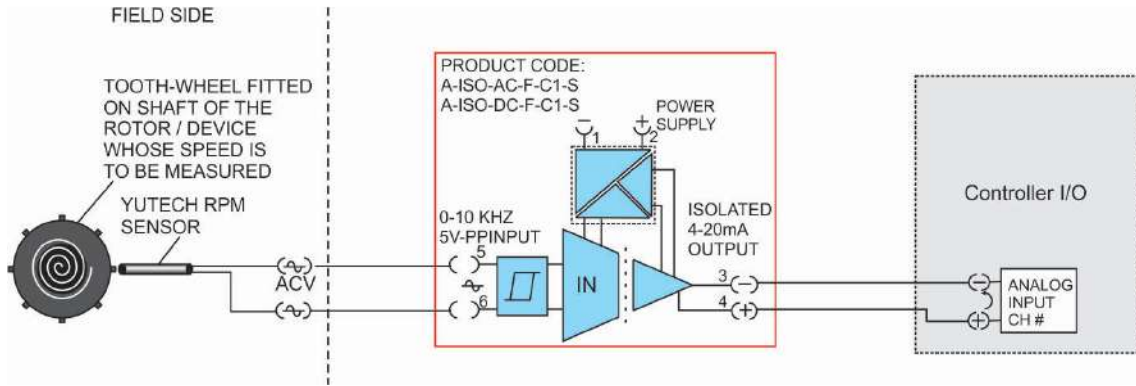 FIELD SIDE
TOOTH-WHEEL FITTED
ON SHAFT OF THE
ROTOR / DEVICE
WHOSE SPEED IS
TO BE MEASURED
YUTECH RPM
SENSOR
ACV
PRODUCT CODE:
A-ISO-AC-F-C1-S
A-ISO-DC-F-C1-S
POWER
SUPPLY
− +
1 2
0-10 KHZ
5V-PPINPUT
5
6
IN
ISOLATED
4-20mA
OUTPUT
3 −
4 +
Controller I/O
−
+
ANALOG
INPUT
CH #